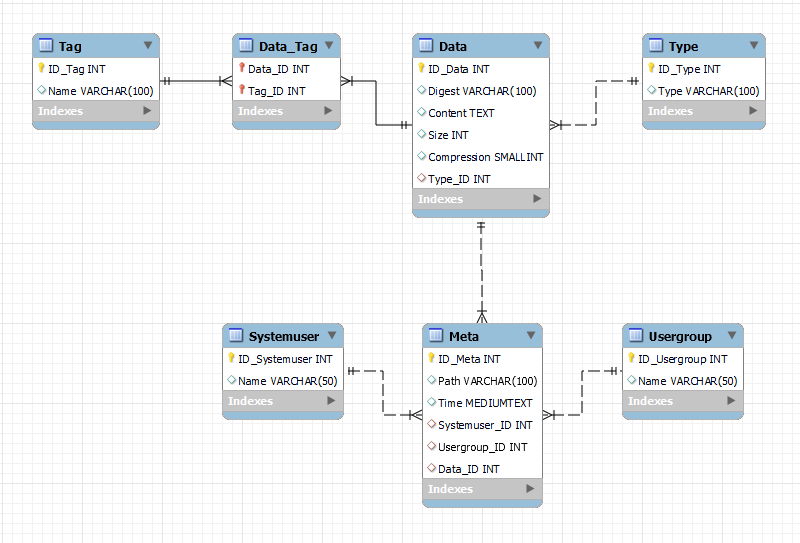 Tag
ID_Tag INT
Name VARCHAR(100)
Indexes
Data_Tag
Data_ID INT
Tag_ID INT
Indexes
Data
ID_Data INT
Digest VARCHAR(100)
Content TEXT
Size INT
Compression SMALLINT
Type_ID INT
Indexes
Type
ID_Type INT
Type VARCHAR(100)
Indexes
Systemuser
ID_Systemuser INT
Name VARCHAR(50)
Indexes
Meta
ID_Meta INT
Path VARCHAR(100)
Time MEDIUMTEXT
Systemuser_ID INT
Usergroup_ID INT
Data_ID INT
Indexes
Usergroup
ID_Usergroup INT
Name VARCHAR(50)
Indexes